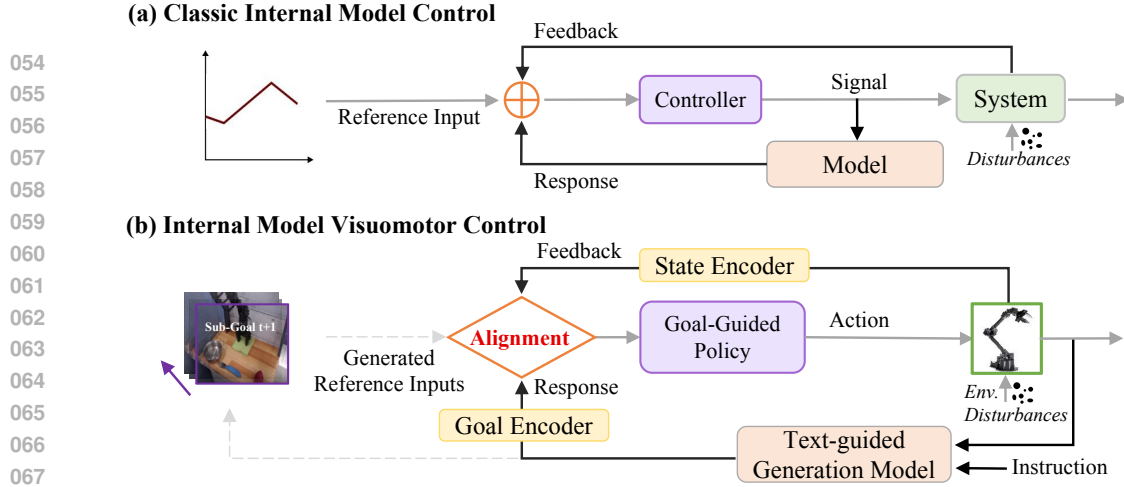 (a) Classic Internal Model Control
054
055
056
057
058
059
060
061
062
063
064
065
066
067
Feedback
Signal
Reference Input
Controller
System
Disturbances
Model
Response
(b) Internal Model Visuomotor Control
Feedback
State Encoder
Sub-Goal t+1
Alignment
Goal-Guided
Policy
Action
Generated
Reference Inputs
Response
Env.
Disturbances
Goal Encoder
Text-guided
Generation Model
Instruction